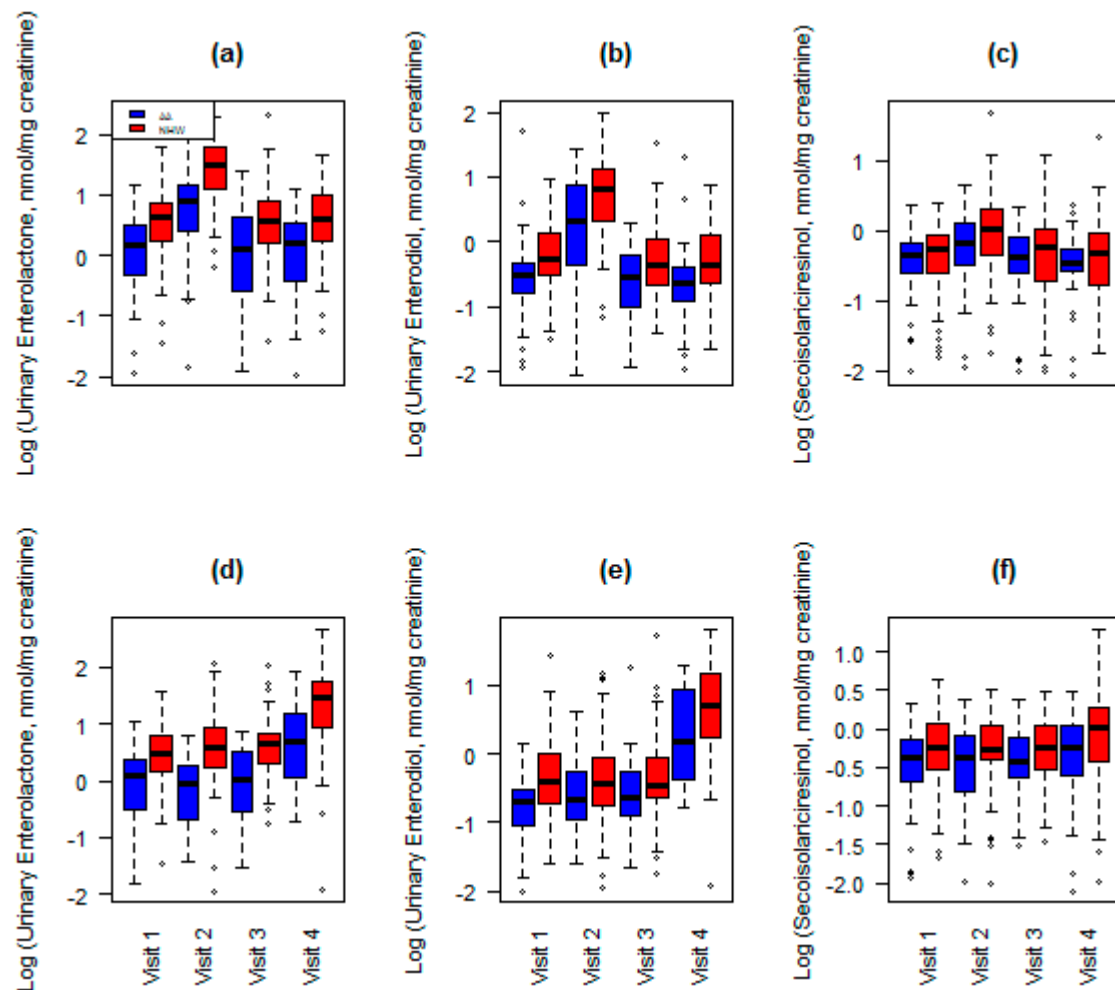 (a)
(b)
(c)
AA
NHW
Log (Urinary Enterolactone, nmol/mg creatinine)
2
1
0
-1
-2
Log (Urinary Enterodiol, nmol/mg creatinine)
2
1
0
-1
-2
Log (Secoisolariciresinol, nmol/mg creatinine)
1
0
-1
-2
(d)
(e)
(f)
Log (Urinary Enterolactone, nmol/mg creatinine)
2
1
0
-1
-2
Log (Urinary Enterodiol, nmol/mg creatinine)
1
0
-1
-2
Log (Secoisolariciresinol, nmol/mg creatinine)
1.0
0.5
-0.0
-0.5
-1.0
-1.5
-2.0
Visit 1
Visit 2
Visit 3
Visit 4
Visit 1
Visit 2
Visit 3
Visit 4
Visit 1
Visit 2
Visit 3
Visit 4